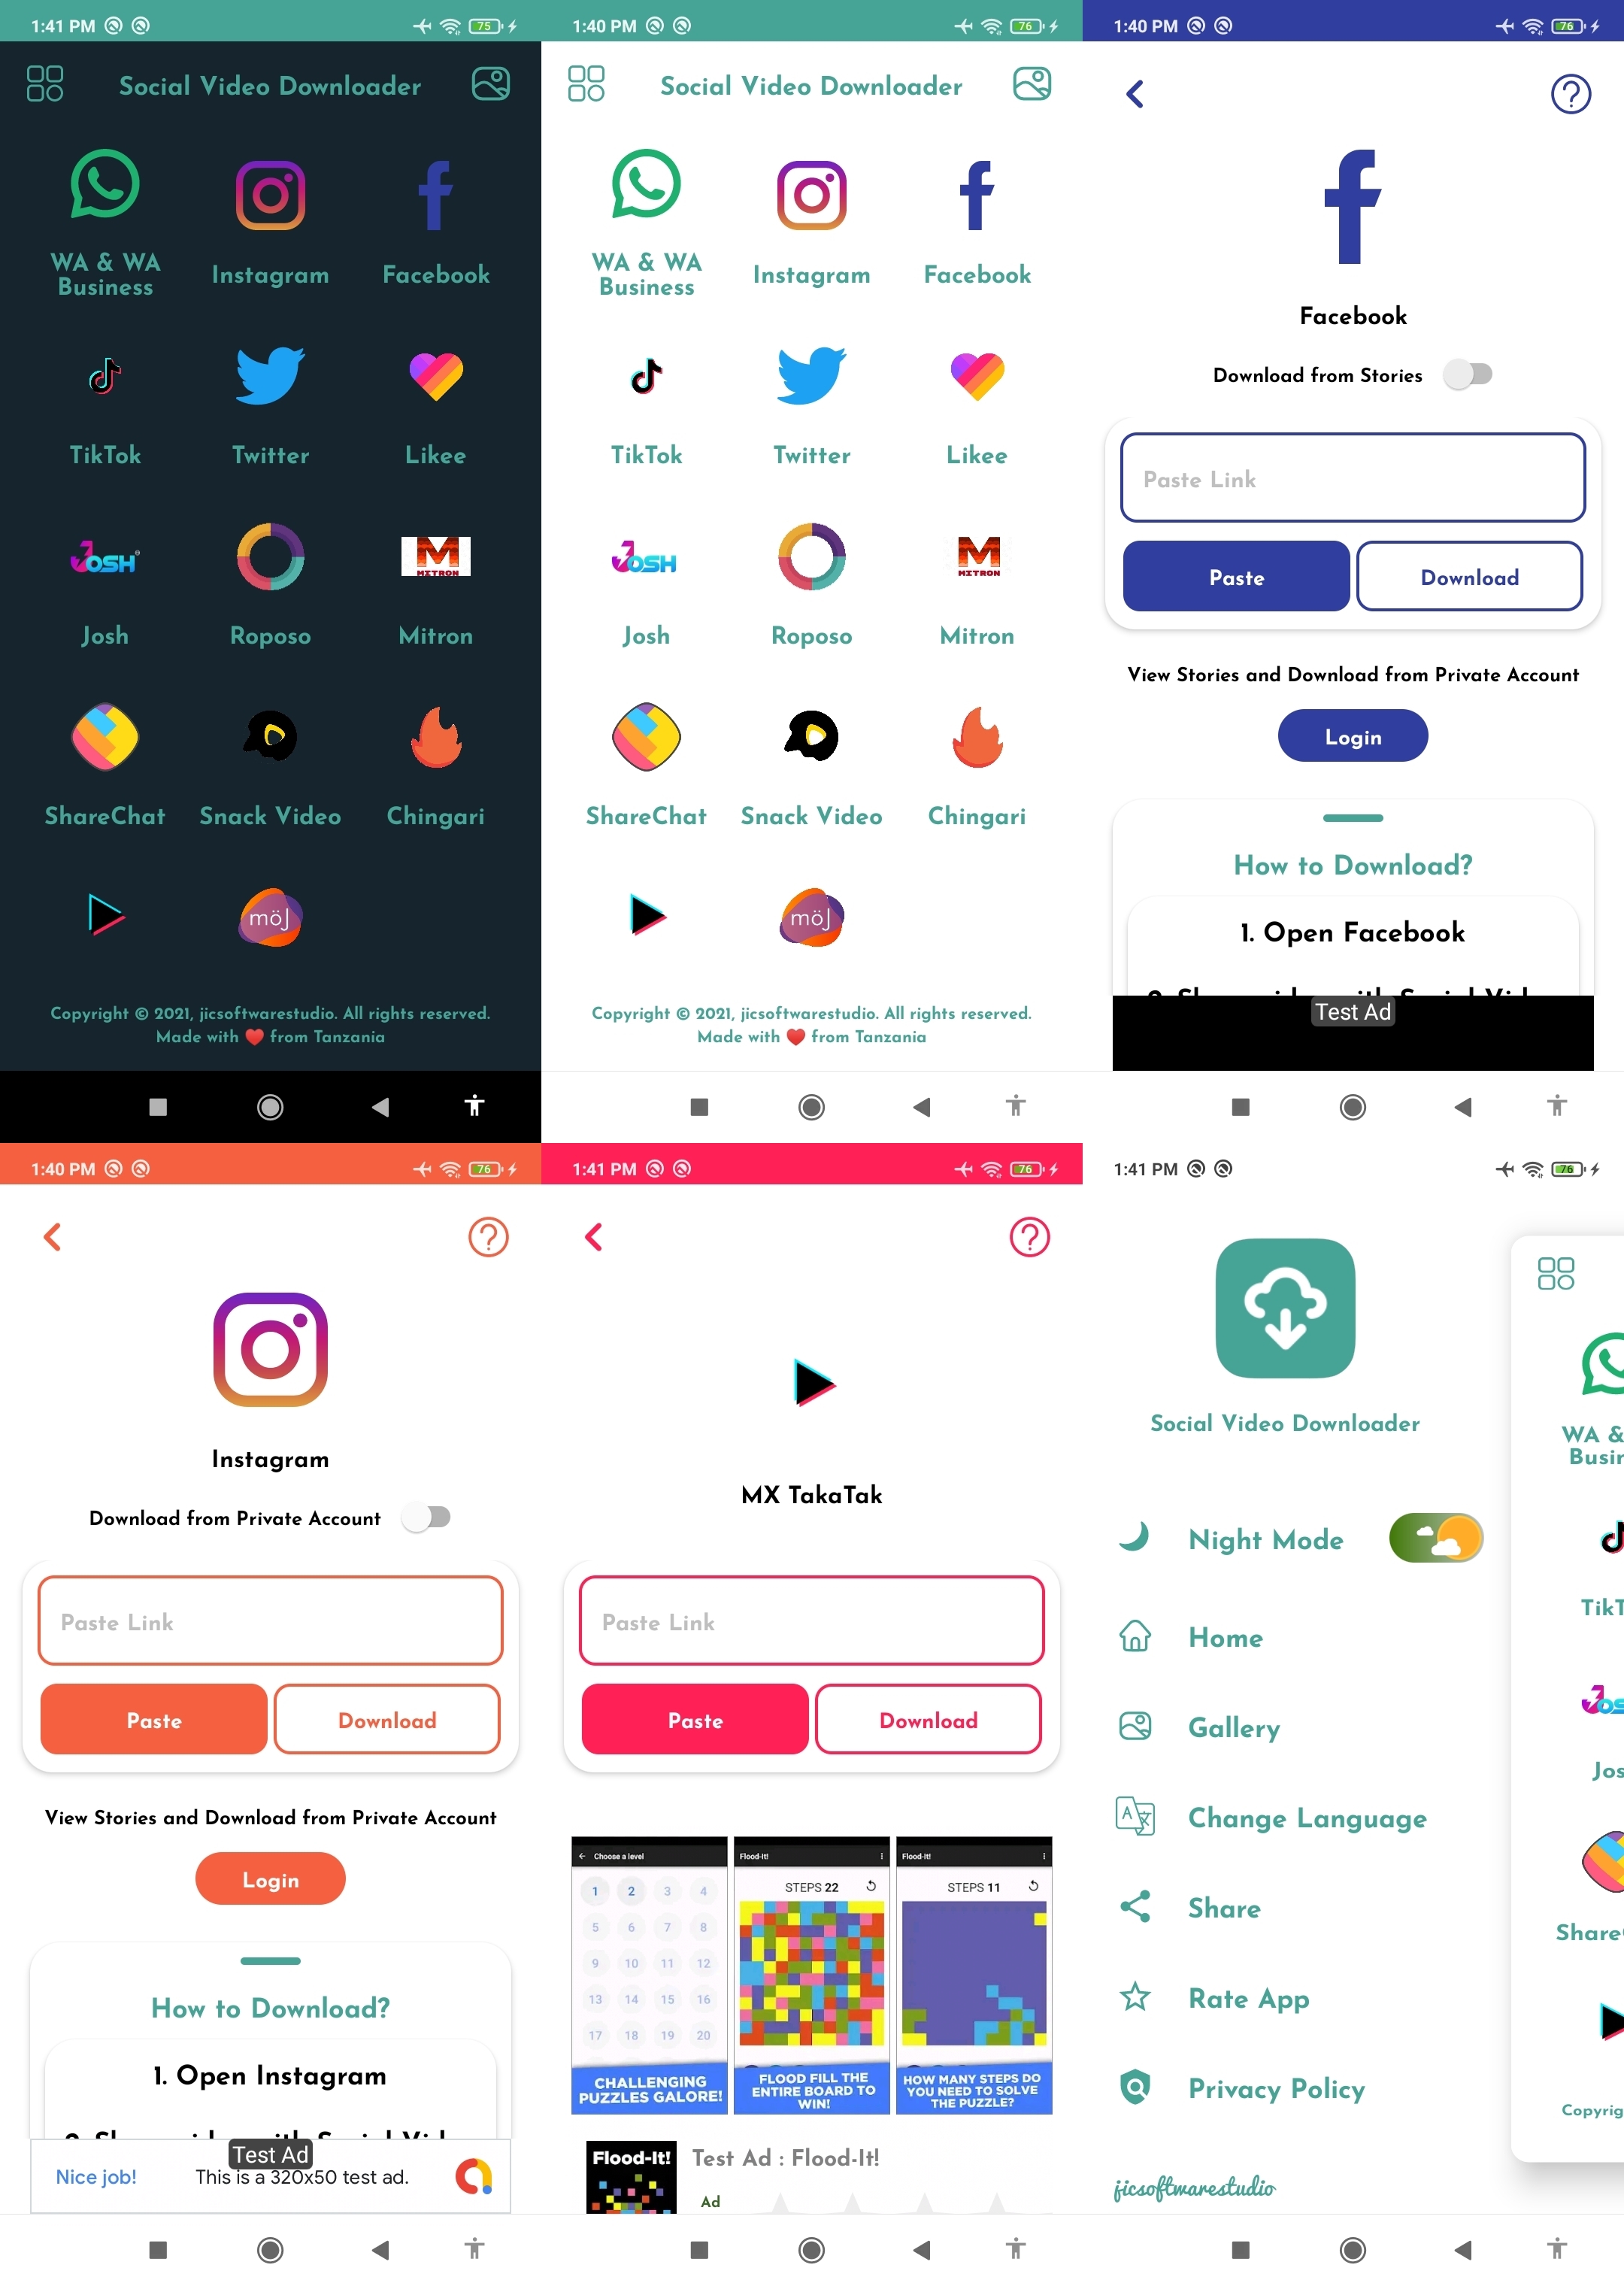 1:41 PM
75
Social Video Downloader
WA & WA
Business
Instagram
Facebook
TikTok
Twitter
Likee
JOSH
MITRON
Josh
Roposo
Mitron
ShareChat
Snack Video
Chingari
möj
Copyright © 2021, jicsoftwarestudio. All rights reserved.
Made with ❤️ from Tanzania
1:40 PM
76
Social Video Downloader
WA & WA
Business
Instagram
Facebook
TikTok
Twitter
Likee
JOSH
MITRON
Josh
Roposo
Mitron
ShareChat
Snack Video
Chingari
möj
Copyright © 2021, jicsoftwarestudio. All rights reserved.
Made with ❤️ from Tanzania
1:40 PM
76
Facebook
Download from Stories
Paste Link
Paste
Download
View Stories and Download from Private Account
Login
How to Download?
1. Open Facebook
Test Ad
1:40 PM
76
Instagram
Download from Private Account
Paste Link
Paste
Download
View Stories and Download from Private Account
Login
How to Download?
1. Open Instagram
Test Ad
Nice job!
This is a 320x50 test ad.
1:41 PM
76
MX TakaTak
Paste Link
Paste
Download
Choose a level
1 2 3 4
5 6 7 8
9 10 11 12
13 14 15 16
17 18 19 20
CHALLENGING
PUZZLES GALORE!
Flood-It!
STEPS 22
FLOOD FILL THE
ENTIRE BOARD TO
WIN!
Flood-It!
STEPS 11
HOW MANY STEPS DO
YOU NEED TO SOLVE
THE PUZZLE?
Flood-It!
Test Ad : Flood-It!
Ad
1:41 PM
76
Social Video Downloader
Night Mode
Home
Gallery
Change Language
Share
Rate App
Privacy Policy
jicsoftwarestudio
WA &
Busir
TikT
Jos
Share
Copyrig